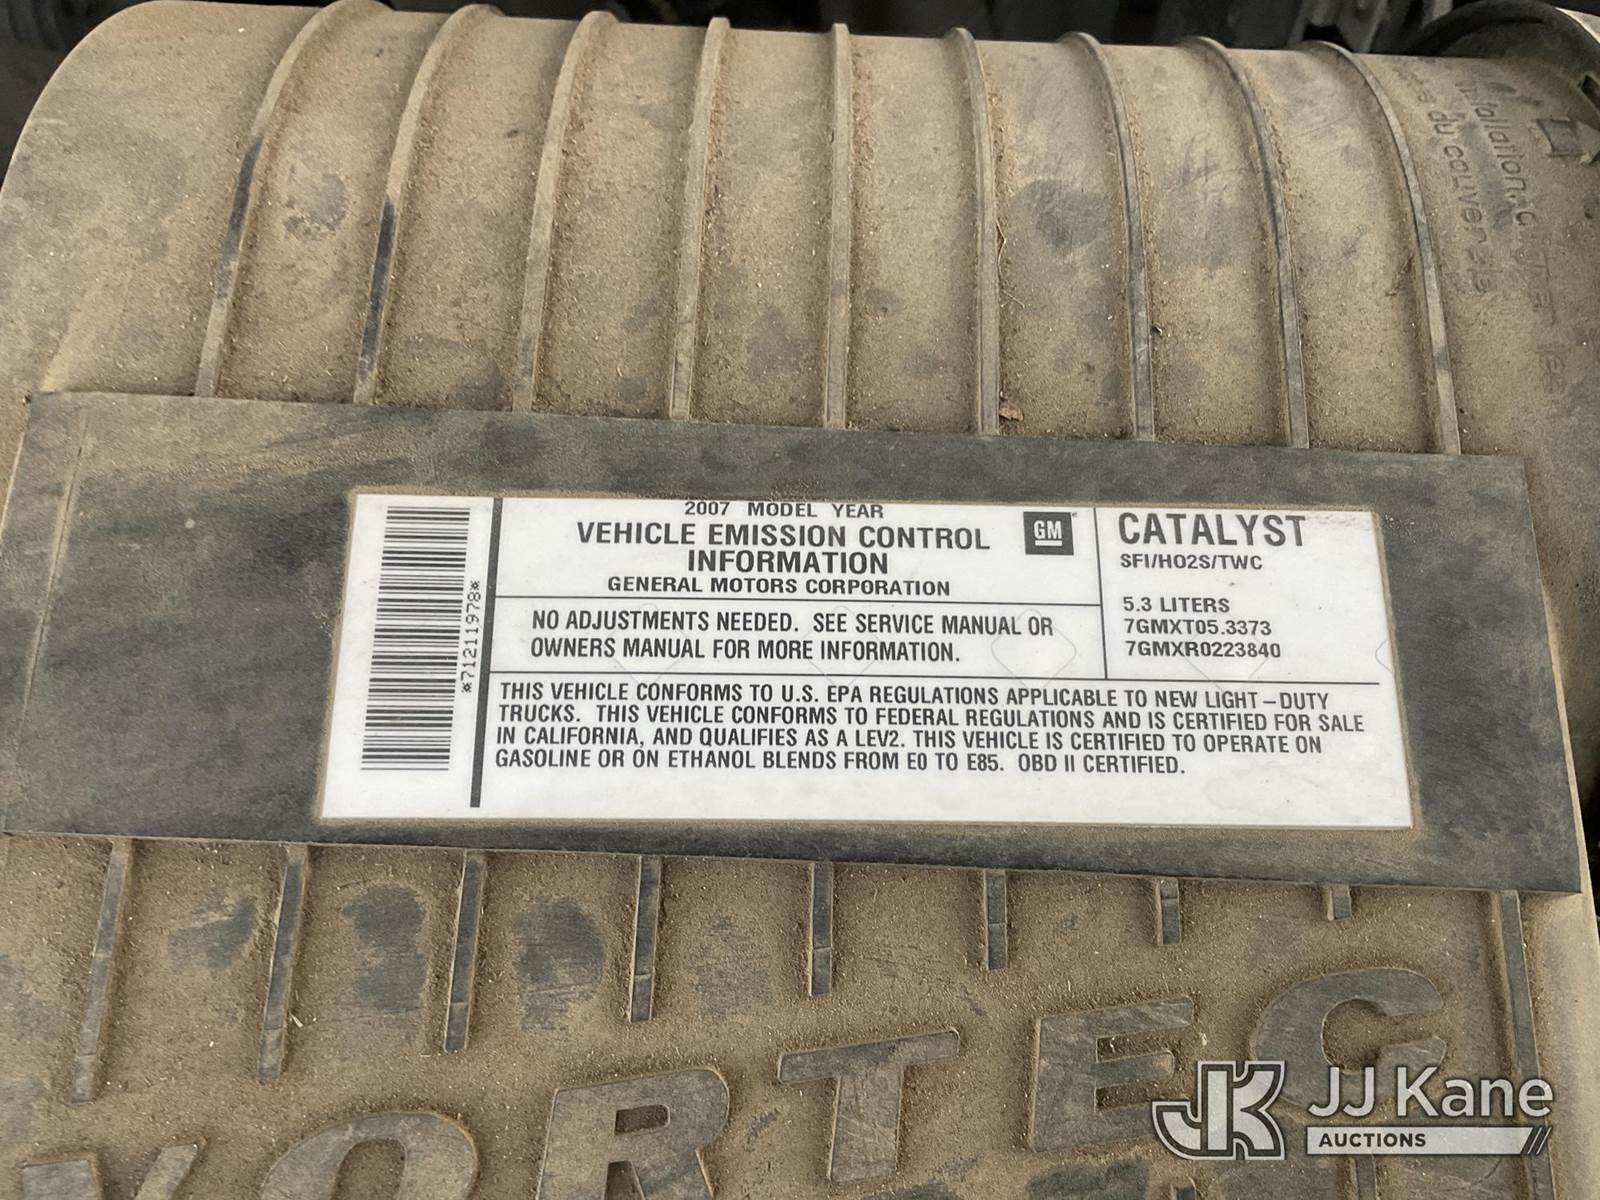 2007 MODEL YEAR
VEHICLE EMISSION CONTROL
INFORMATION
GENERAL MOTORS CORPORATION
GM
NO ADJUSTMENTS NEEDED. SEE SERVICE MANUAL OR
OWNERS MANUAL FOR MORE INFORMATION.
CATALYST
SFI/HO2S/TWC
5.3 LITERS
7GMXT05.3373
7GMXR0223840
THIS VEHICLE CONFORMS TO U.S. EPA REGULATIONS APPLICABLE TO NEW LIGHT-DUTY
TRUCKS. THIS VEHICLE CONFORMS TO FEDERAL REGULATIONS AND IS CERTIFIED FOR SALE
IN CALIFORNIA, AND QUALIFIES AS A LEV2. THIS VEHICLE IS CERTIFIED TO OPERATE ON
GASOLINE OR ON ETHANOL BLENDS FROM E0 TO E85. OBD II CERTIFIED.
*71211978*
VORTEC
JK JJ Kane
AUCTIONS